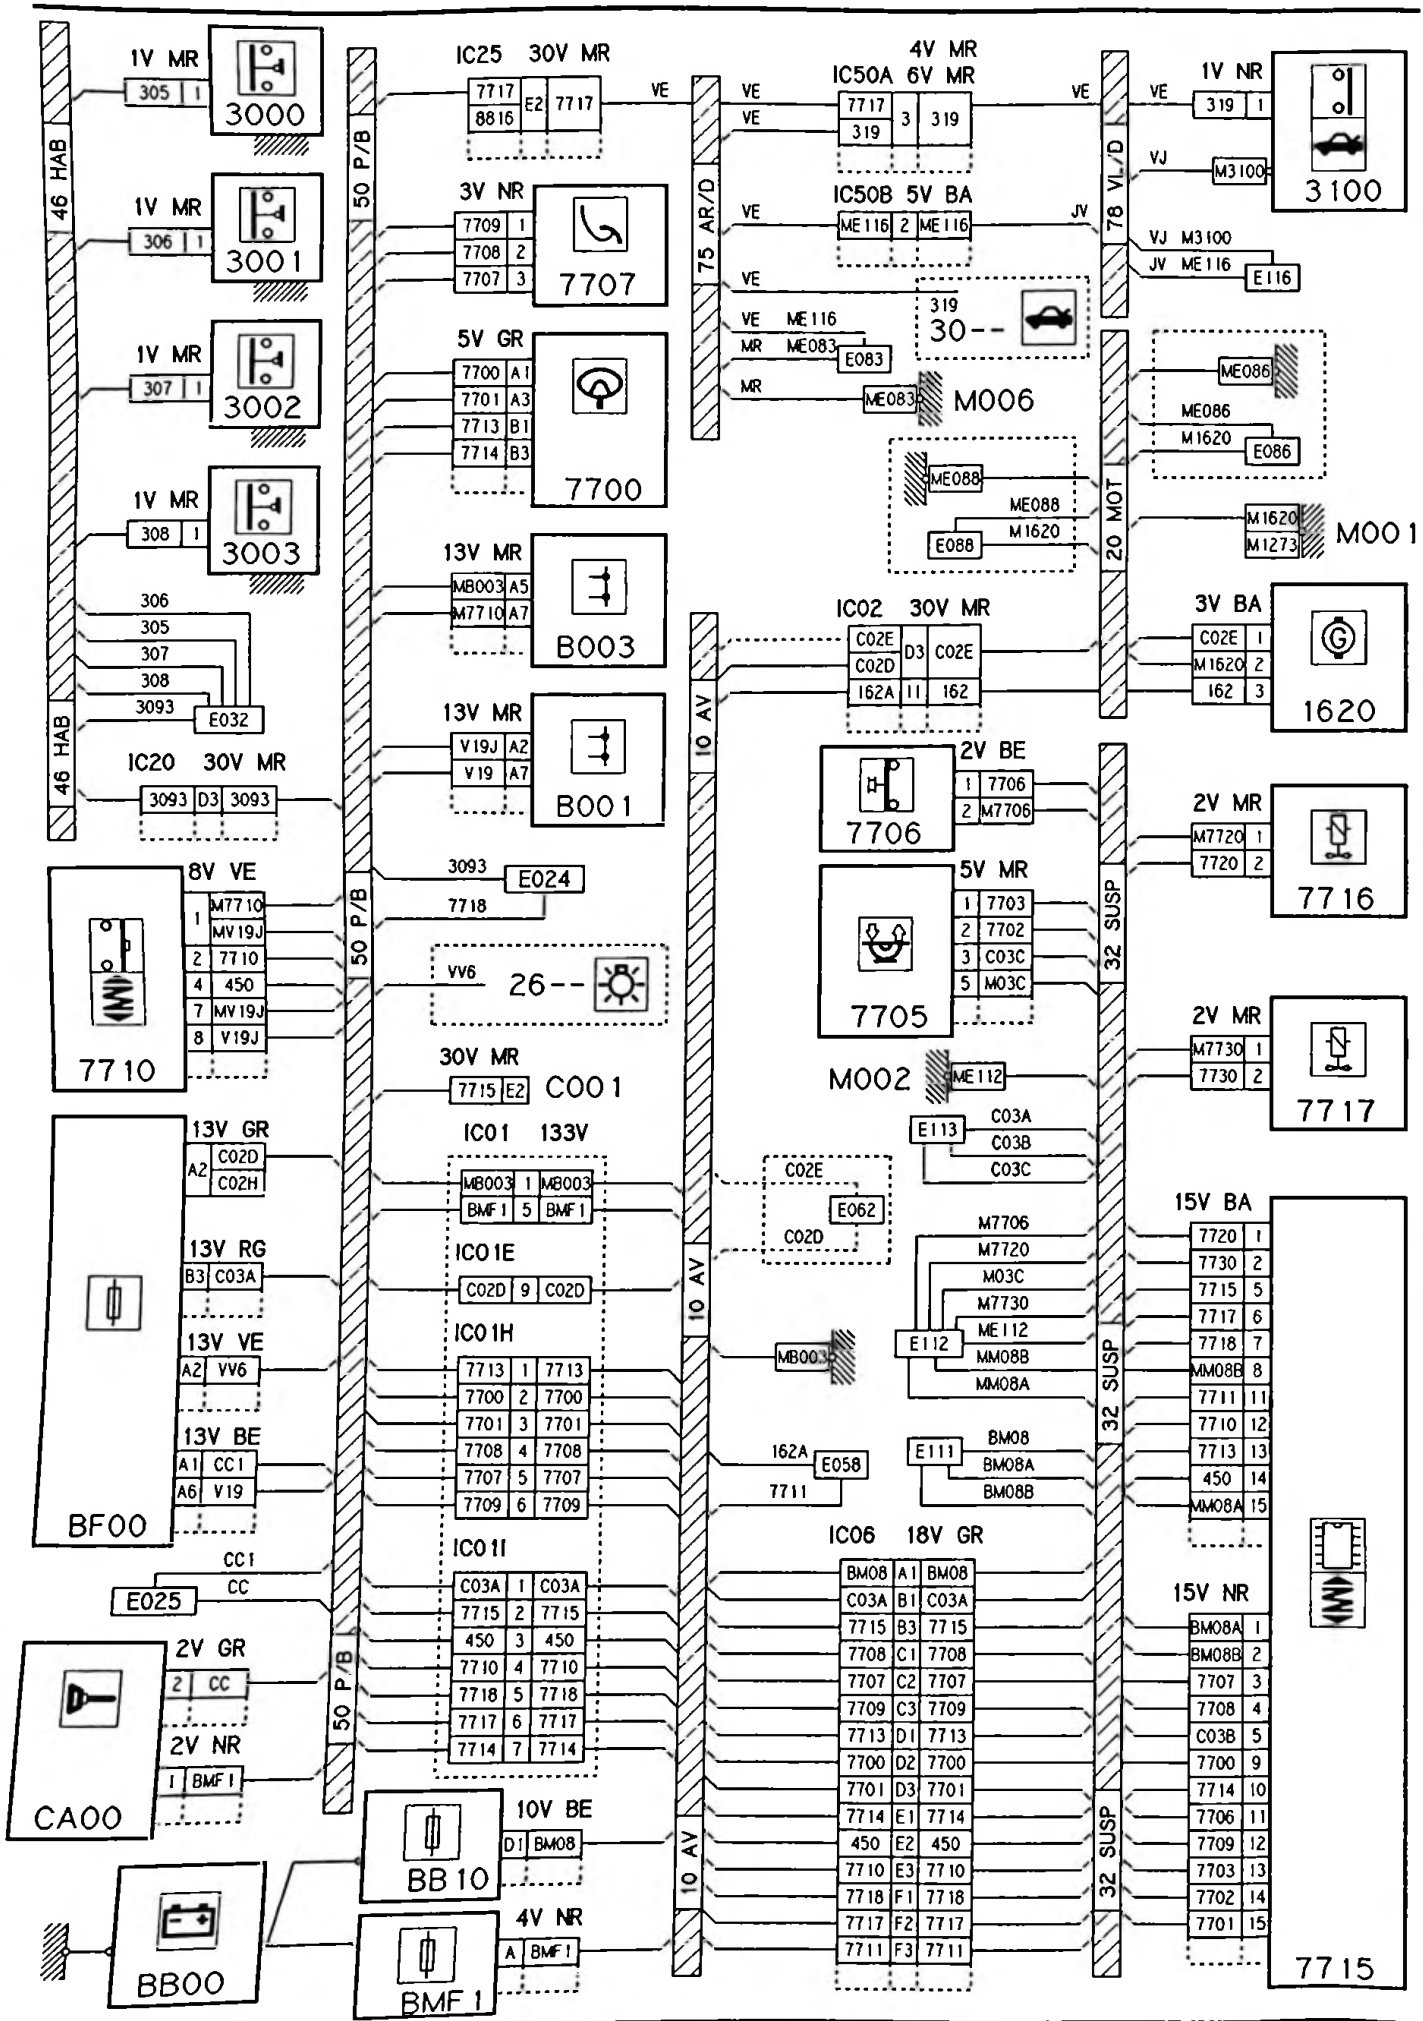 46 HAB
46 HAB
1V MR
305 1
3000
1V MR
306 1
3001
1V MR
307 1
3002
1V MR
308 1
3003
306
305
307
308
3093
E032
IC20 30V MR
3093 D3 3093
8V VE
1 M7710
MV19J
2 7710
4 450
7 MV19J
8 V19J
7710
13V GR
A2 C02D
C02H
13V RG
B3 C03A
13V VE
A2 VV6
13V BE
A1 CC1
A6 V19
BF00
CC1
CC
E025
2V GR
2 CC
2V NR
1 BMF1
CA00
BB00
50 P/B
50 P/B
50 P/B
IC25 30V MR
7717 E2 7717
8816
VE
3V NR
7709 1
7708 2
7707 3
7707
5V GR
7700 A1
7701 A3
7713 B1
7714 B3
7700
13V MR
MB003 A5
M7710 A7
B003
13V MR
V19J A2
V19 A7
B001
3093
E024
7718
VV6
26--
30V MR
7715 E2
C001
IC01 133V
MB003 1 MB003
BMF1 5 BMF1
IC01E
C02D 9 C02D
IC01H
7713 1 7713
7700 2 7700
7701 3 7701
7708 4 7708
7707 5 7707
7709 6 7709
IC01I
C03A 1 C03A
7715 2 7715
450 3 450
7710 4 7710
7718 5 7718
7717 6 7717
7714 7 7714
10V BE
D1 BM08
BB10
4V NR
A BMF1
BMF1
75 AR/D
VE
VE
4V MR
IC50A 6V MR
7717 3 319
319
VE
IC50B 5V BA
VE
ME116 2 ME116
JV
VE
319
30--
VE ME116
MR ME083
E083
MR
ME083
M006
ME088
ME088
M1620
E088
10 AV
10 AV
10 AV
IC02 30V MR
C02E D3 C02E
C02D
162A 11 162
2V BE
1 7706
2 M7706
7706
5V MR
1 7703
2 7702
3 C03C
5 M03C
7705
M002
ME112
E113
C03A
C03B
C03C
C02E
E062
C02D
M7706
M7720
M03C
M7730
ME112
MM08B
MM08A
E112
MB003
162A
E058
7711
E111
BM08
BM08A
BM08B
IC06 18V GR
BM08 A1 BM08
C03A B1 C03A
7715 B3 7715
7708 C1 7708
7707 C2 7707
7709 C3 7709
7713 D1 7713
7700 D2 7700
7701 D3 7701
7714 E1 7714
450 E2 450
7710 E3 7710
7718 F1 7718
7717 F2 7717
7711 F3 7711
78 VL/D
VE
1V NR
319 1
VJ
M3100
3100
VJ M3100
JV ME116
E116
20 MOT
ME086
ME086
M1620
E086
M1620
M1273
M001
3V BA
C02E 1
M1620 2
162 3
G
1620
32 SUSP
32 SUSP
32 SUSP
2V MR
M7720 1
7720 2
7716
2V MR
M7730 1
7730 2
7717
15V BA
7720 1
7730 2
7715 5
7717 6
7718 7
MM08B 8
7711 11
7710 12
7713 13
450 14
MM08A 15
15V NR
BM08A 1
BM08B 2
7707 3
7708 4
C03B 5
7700 9
7714 10
7706 11
7709 12
7703 13
7702 14
7701 15
7715